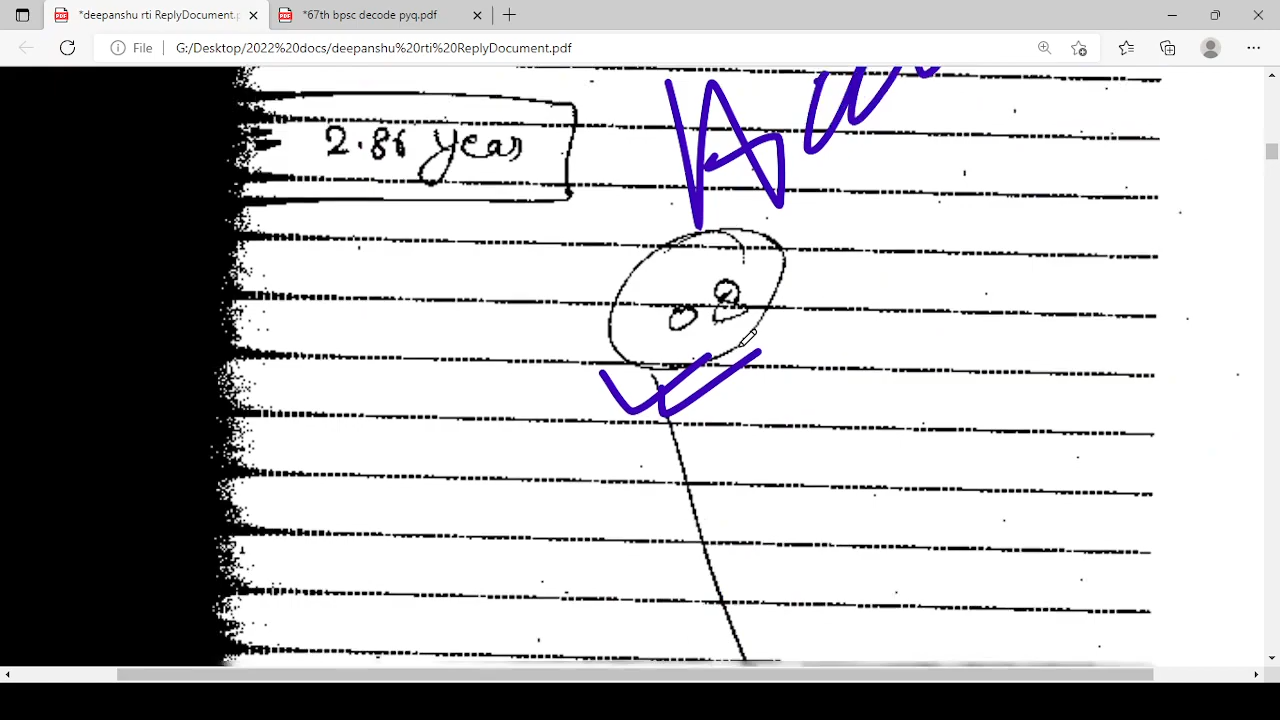 *deepanshu rti ReplyDocument.p
*67th bpsc decode pyq.pdf
File
G:/Desktop/2022%20docs/deepanshu%20rti%20ReplyDocument.pdf
2.86 year